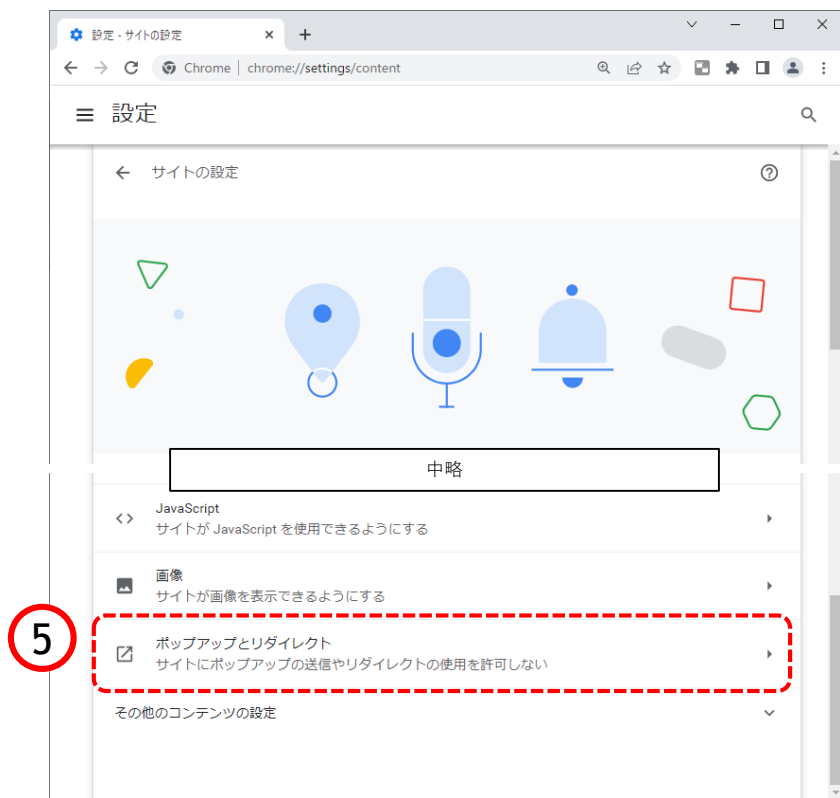 設定 - サイトの設定
Chrome | chrome://settings/content
設定
サイトの設定
中略
JavaScript
サイトが JavaScript を使用できるようにする
画像
サイトが画像を表示できるようにする
5
ポップアップとリダイレクト
サイトにポップアップの送信やリダイレクトの使用を許可しない
その他のコンテンツの設定